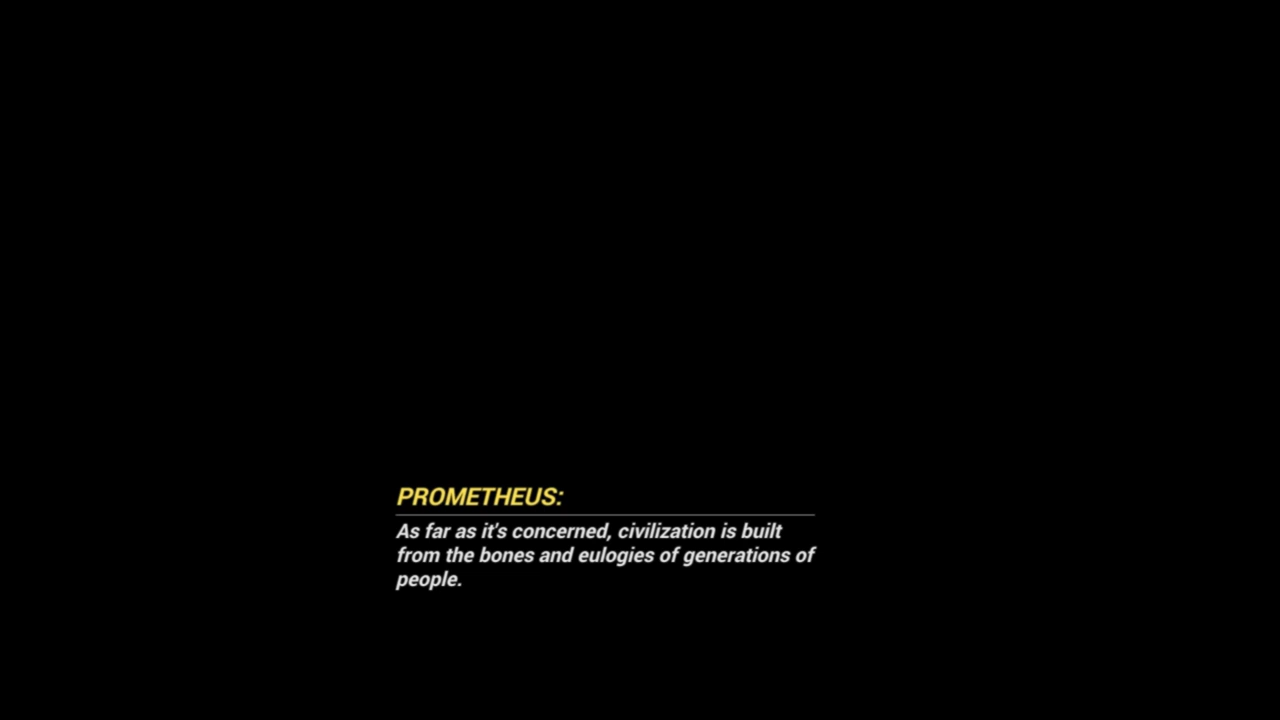 PROMETHEUS:
As far as it's concerned, civilization is built
from the bones and eulogies of generations of
people.